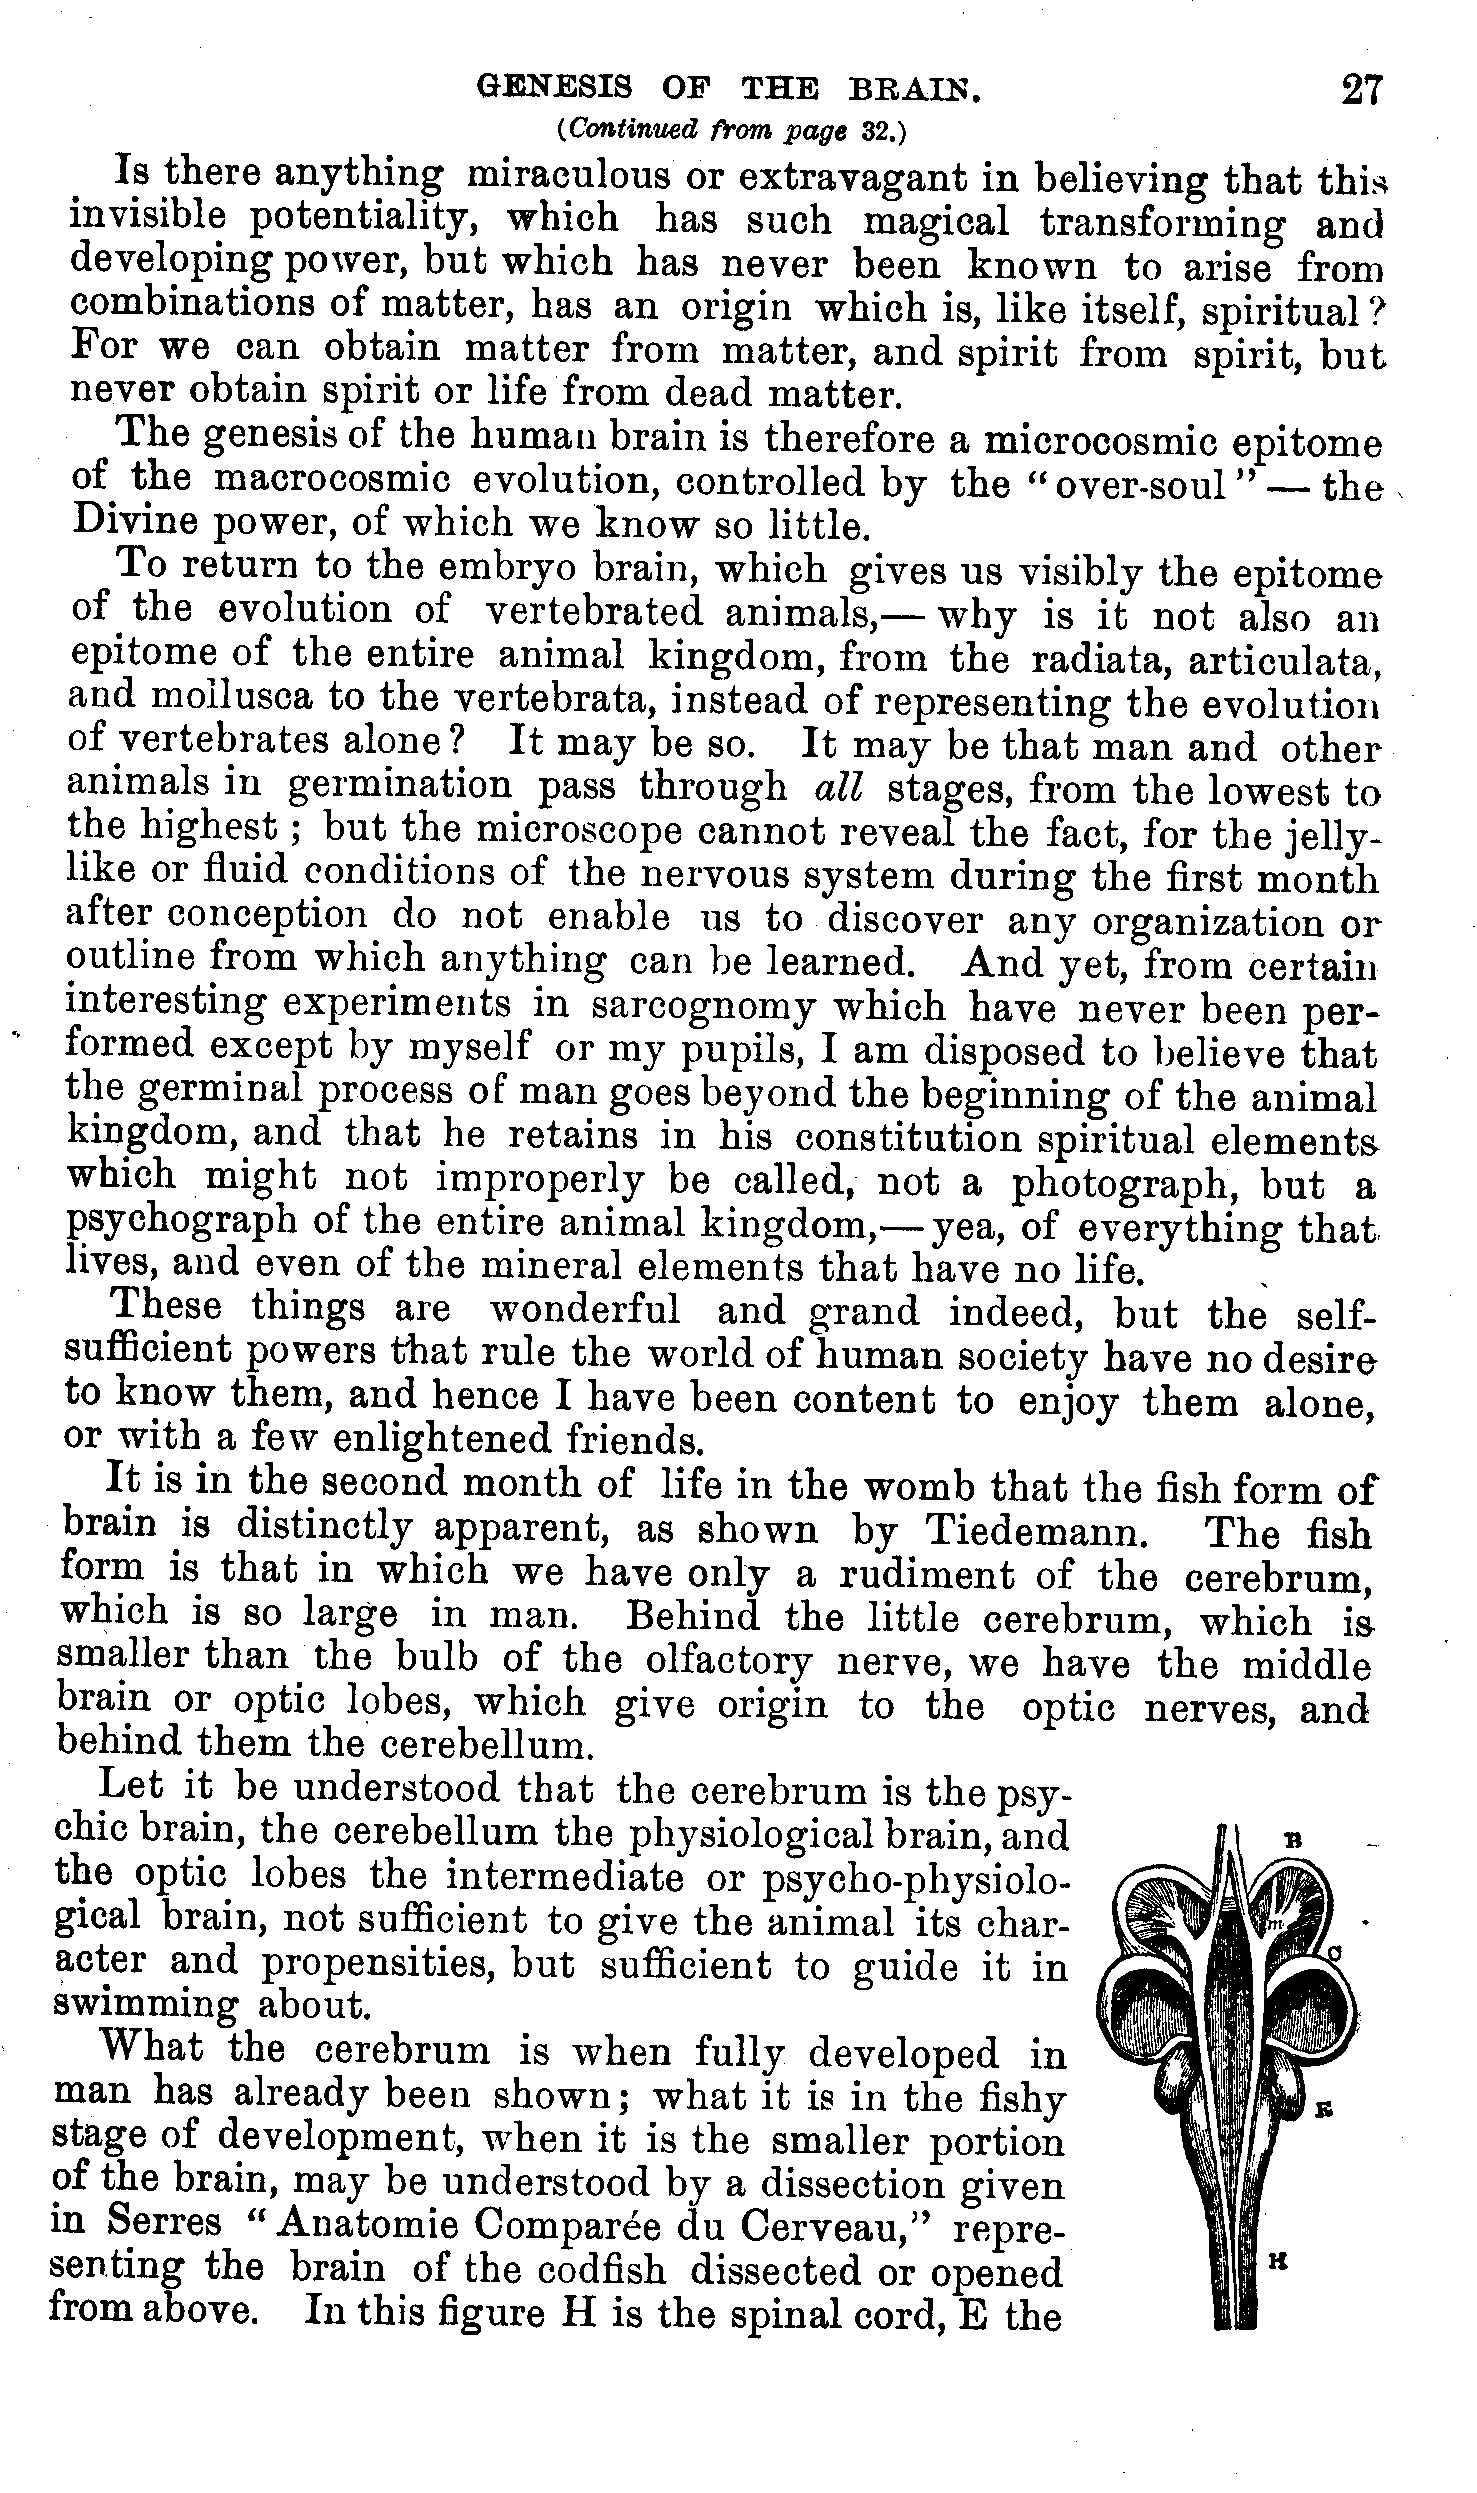 GENESIS OF THE BRAIN. 27
(Continued from page 32.)
Is there anything miraculous or extravagant in believing that this
invisible potentiality, which has such magical transforming and
developing power, but which has never been known to arise from
combinations of matter, has an origin which is, like itself, spiritual?
For we can obtain matter from matter, and spirit from spirit, but
never obtain spirit or life from dead matter.
The genesis of the human brain is therefore a microcosmic epitome
of the macrocosmic evolution, controlled by the "over-soul"— the
Divine power, of which we know so little.
To return to the embryo brain, which gives us visibly the epitome
of the evolution of vertebrated animals,— why is it not also an
epitome of the entire animal kingdom, from the radiata, articulata,
and mollusca to the vertebrata, instead of representing the evolution
of vertebrates alone? It may be so. It may be that man and other
animals in germination pass through all stages, from the lowest to
the highest; but the microscope cannot reveal the fact, for the jelly-
like or fluid conditions of the nervous system during the first month
after conception do not enable us to discover any organization or
outline from which anything can be learned. And yet, from certain
interesting experiments in sarcognomy which have never been per-
formed except by myself or my pupils, I am disposed to believe that
the germinal process of man goes beyond the beginning of the animal
kingdom, and that he retains in his constitution spiritual elements
which might not improperly be called, not a photograph, but a
psychograph of the entire animal kingdom,— yea, of everything that
lives, and even of the mineral elements that have no life.
These things are wonderful and grand indeed, but the self-
sufficient powers that rule the world of human society have no desire
to know them, and hence I have been content to enjoy them alone,
or with a few enlightened friends.
It is in the second month of life in the womb that the fish form of
brain is distinctly apparent, as shown by Tiedemann. The fish
form is that in which we have only a rudiment of the cerebrum,
which is so large in man. Behind the little cerebrum, which is
smaller than the bulb of the olfactory nerve, we have the middle
brain or optic lobes, which give origin to the optic nerves, and
behind them the cerebellum.
Let it be understood that the cerebrum is the psy-
chic brain, the cerebellum the physiological brain, and
the optic lobes the intermediate or psycho-physiolo-
gical brain, not sufficient to give the animal its char-
acter and propensities, but sufficient to guide it in
swimming about.
What the cerebrum is when fully developed in
man has already been shown; what it is in the fishy
stage of development, when it is the smaller portion
of the brain, may be understood by a dissection given
in Serres "Anatomie Comparée du Cerveau," repre-
senting the brain of the codfish dissected or opened
from above. In this figure H is the spinal cord, E the
B
m
C
E
H